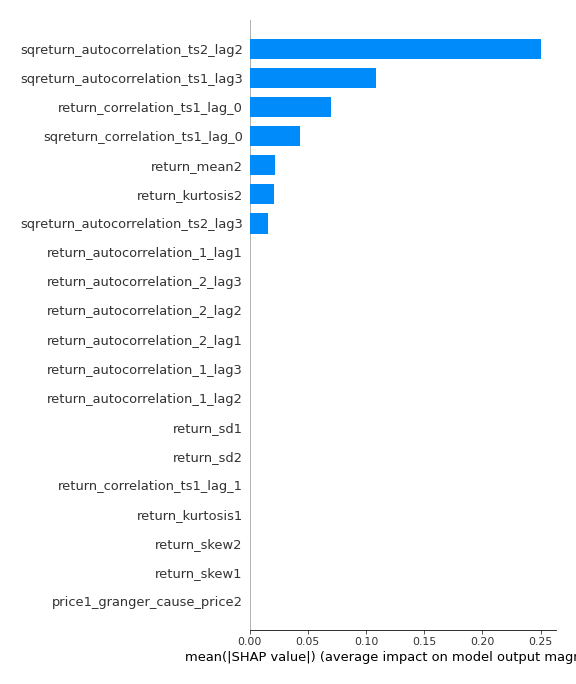 sqreturn_autocorrelation_ts2_lag2
sqreturn_autocorrelation_ts1_lag3
return_correlation_ts1_lag_0
sqreturn_correlation_ts1_lag_0
return_mean2
return_kurtosis2
sqreturn_autocorrelation_ts2_lag3
return_autocorrelation_1_lag1
return_autocorrelation_2_lag3
return_autocorrelation_2_lag2
return_autocorrelation_2_lag1
return_autocorrelation_1_lag3
return_autocorrelation_1_lag2
return_sd1
return_sd2
return_correlation_ts1_lag_1
return_kurtosis1
return_skew2
return_skew1
price1_granger_cause_price2
0.00 0.05 0.10 0.15 0.20 0.25
mean(|SHAP value|) (average impact on model output magn